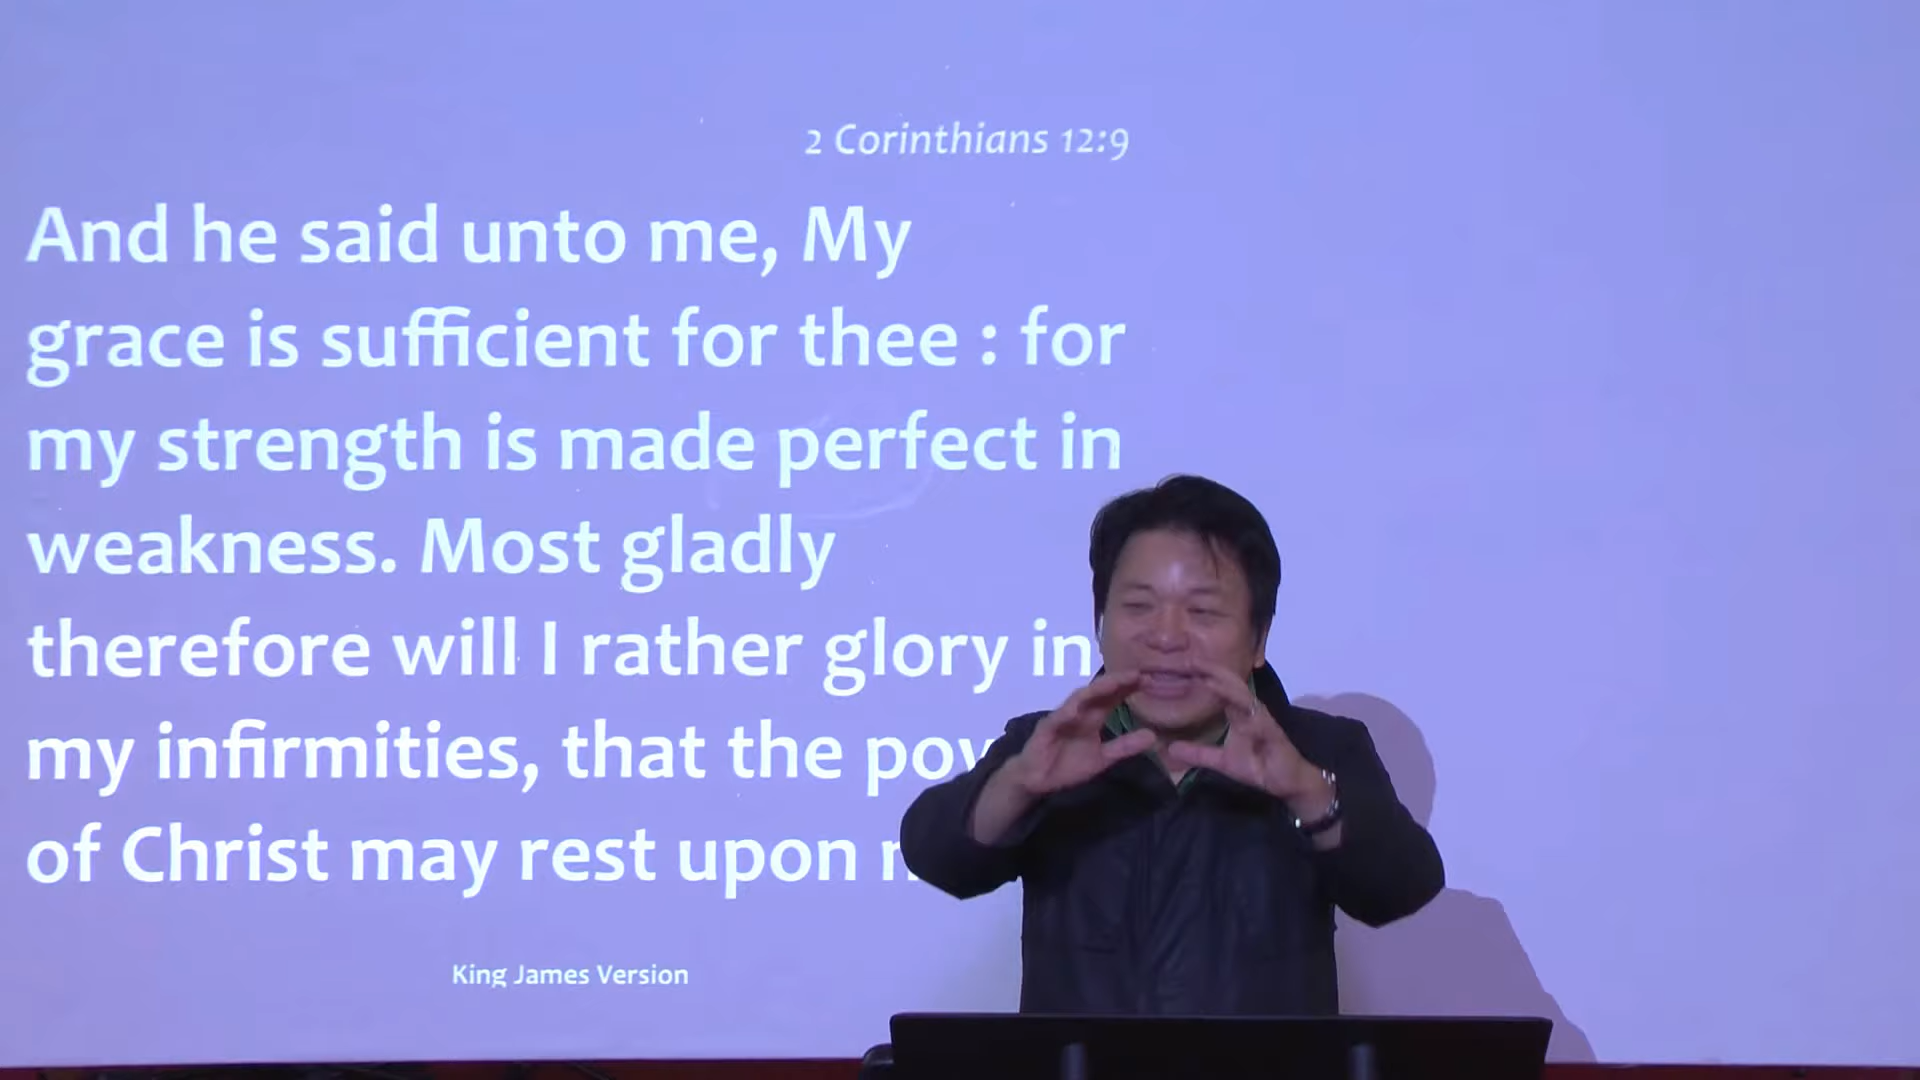 2 Corinthians 12:9
And he said unto me, My
grace is sufficient for thee : for
my strength is made perfect in
weakness. Most gladly
therefore will I rather glory in
my infirmities, that the
of Christ may rest upon
King James Version